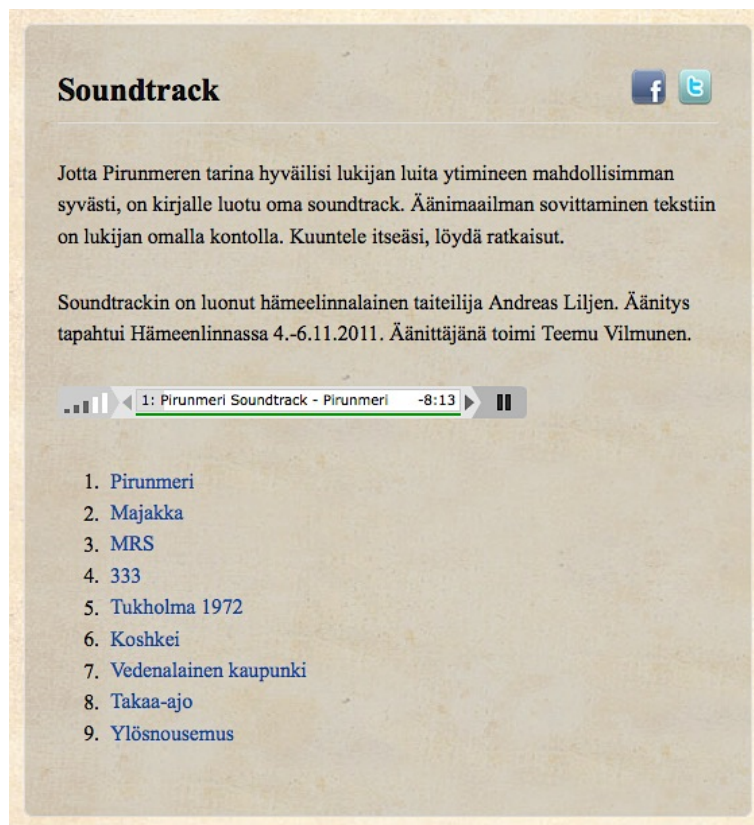 Soundtrack
Jotta Pirunmeren tarina hyväilisi lukijan luita ytimineen mahdollisimman
syvästi, on kirjalle luotu oma soundtrack. Äänimaailman sovittaminen tekstiin
on lukijan omalla kontolla. Kuuntele itseäsi, löydä ratkaisut.
Soundtrackin on luonut hämeelinnalainen taiteilija Andreas Liljen. Äänitys
tapahtui Hämeenlinnassa 4.-6.11.2011. Äänittäjänä toimi Teemu Vilmunen.
1: Pirunmeri Soundtrack - Pirunmeri -8:13
1. Pirunmeri
2. Majakka
3. MRS
4. 333
5. Tukholma 1972
6. Koshkei
7. Vedenalainen kaupunki
8. Takaa-ajo
9. Ylösnousemus